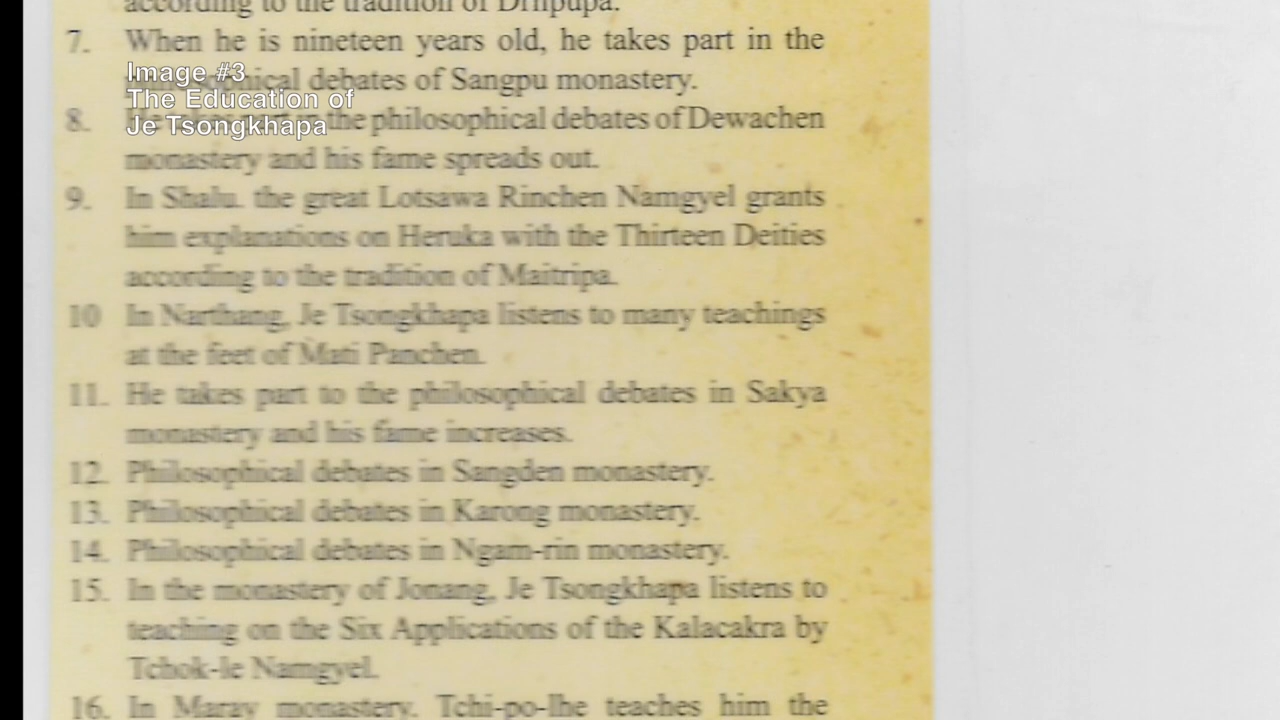 according to the tradition of Drilpupa.
7. When he is nineteen years old, he takes part in the
Image #3
The Education of
Je Tsongkhapa
debates of Sangpu monastery.
8. the philosophical debates of Dewachen
monastery and his fame spreads out.
9. In Shalu. the great Lotsawa Rinchen Namgyel grants
him explanations on Heruka with the Thirteen Deities
according to the tradition of Maitripa.
10 In Narthang, Je Tsongkhapa listens to many teachings
at the feet of Mati Panchen.
11. He takes part to the philosophical debates in Sakya
monastery and his fame increases.
12. Philosophical debates in Sangden monastery.
13. Philosophical debates in Karong monastery.
14. Philosophical debates in Ngam-rin monastery.
15. In the monastery of Jonang, Je Tsongkhapa listens to
teaching on the Six Applications of the Kalacakra by
Tchok-le Namgyel.
16. In Maray monastery. Tchi-po-lhe teaches him the